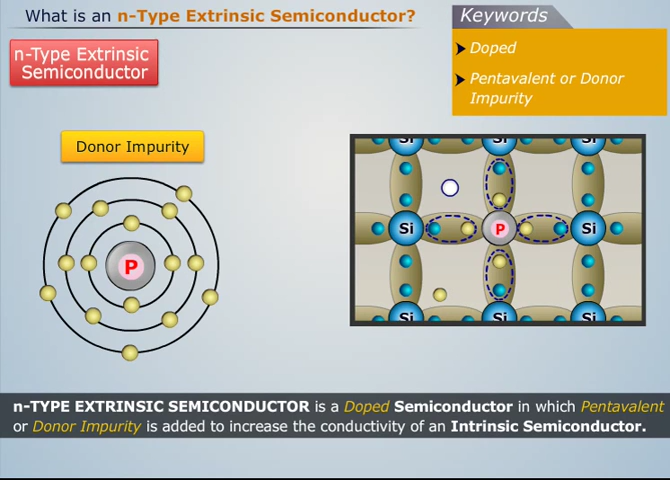 What is an n-Type Extrinsic Semiconductor?
Keywords
Doped
Pentavalent or Donor
Impurity
n-Type Extrinsic
Semiconductor
Donor Impurity
P
Si
Si
Si
Si
P
Si
Si
Si
Si
n-TYPE EXTRINSIC SEMICONDUCTOR is a Doped Semiconductor in which Pentavalent
or Donor Impurity is added to increase the conductivity of an Intrinsic Semiconductor.